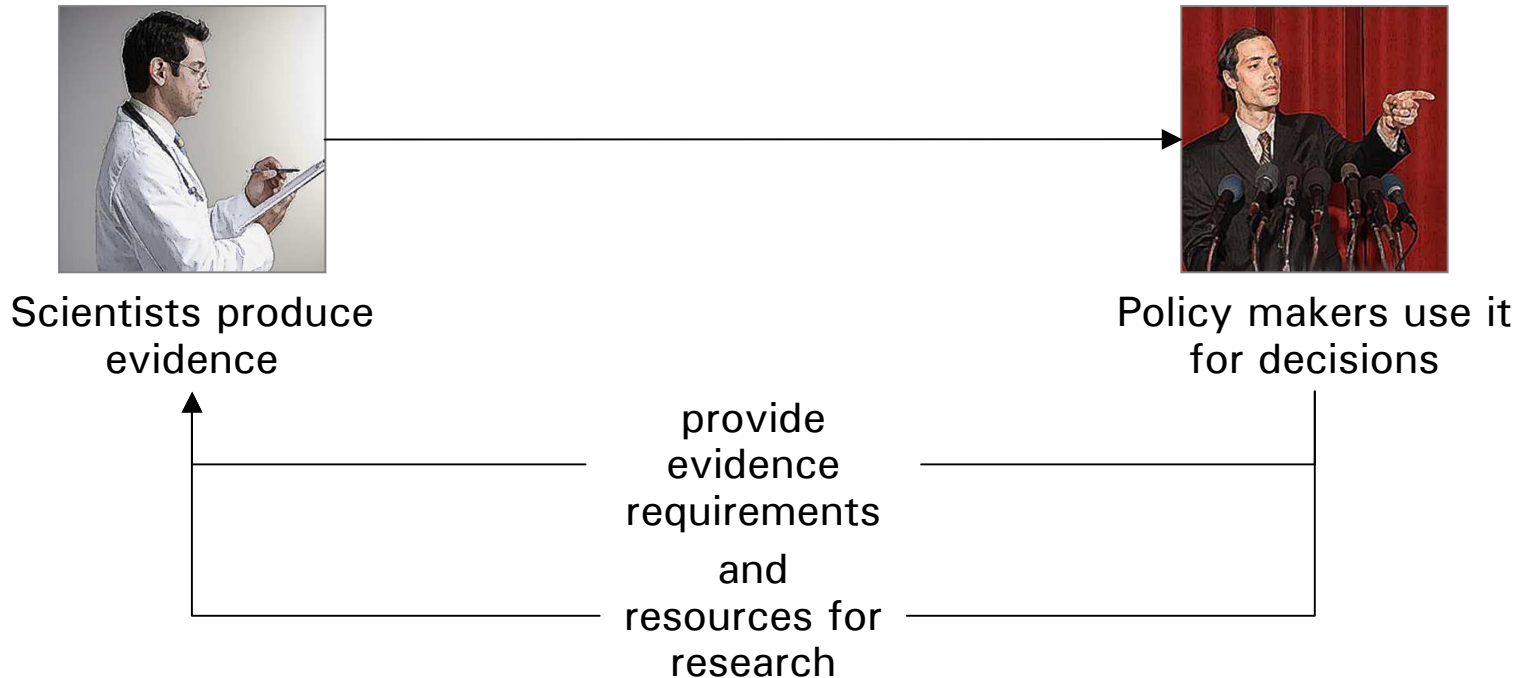 Scientists produce
evidence
Policy makers use it
for decisions
provide
evidence
requirements
and
resources for
research